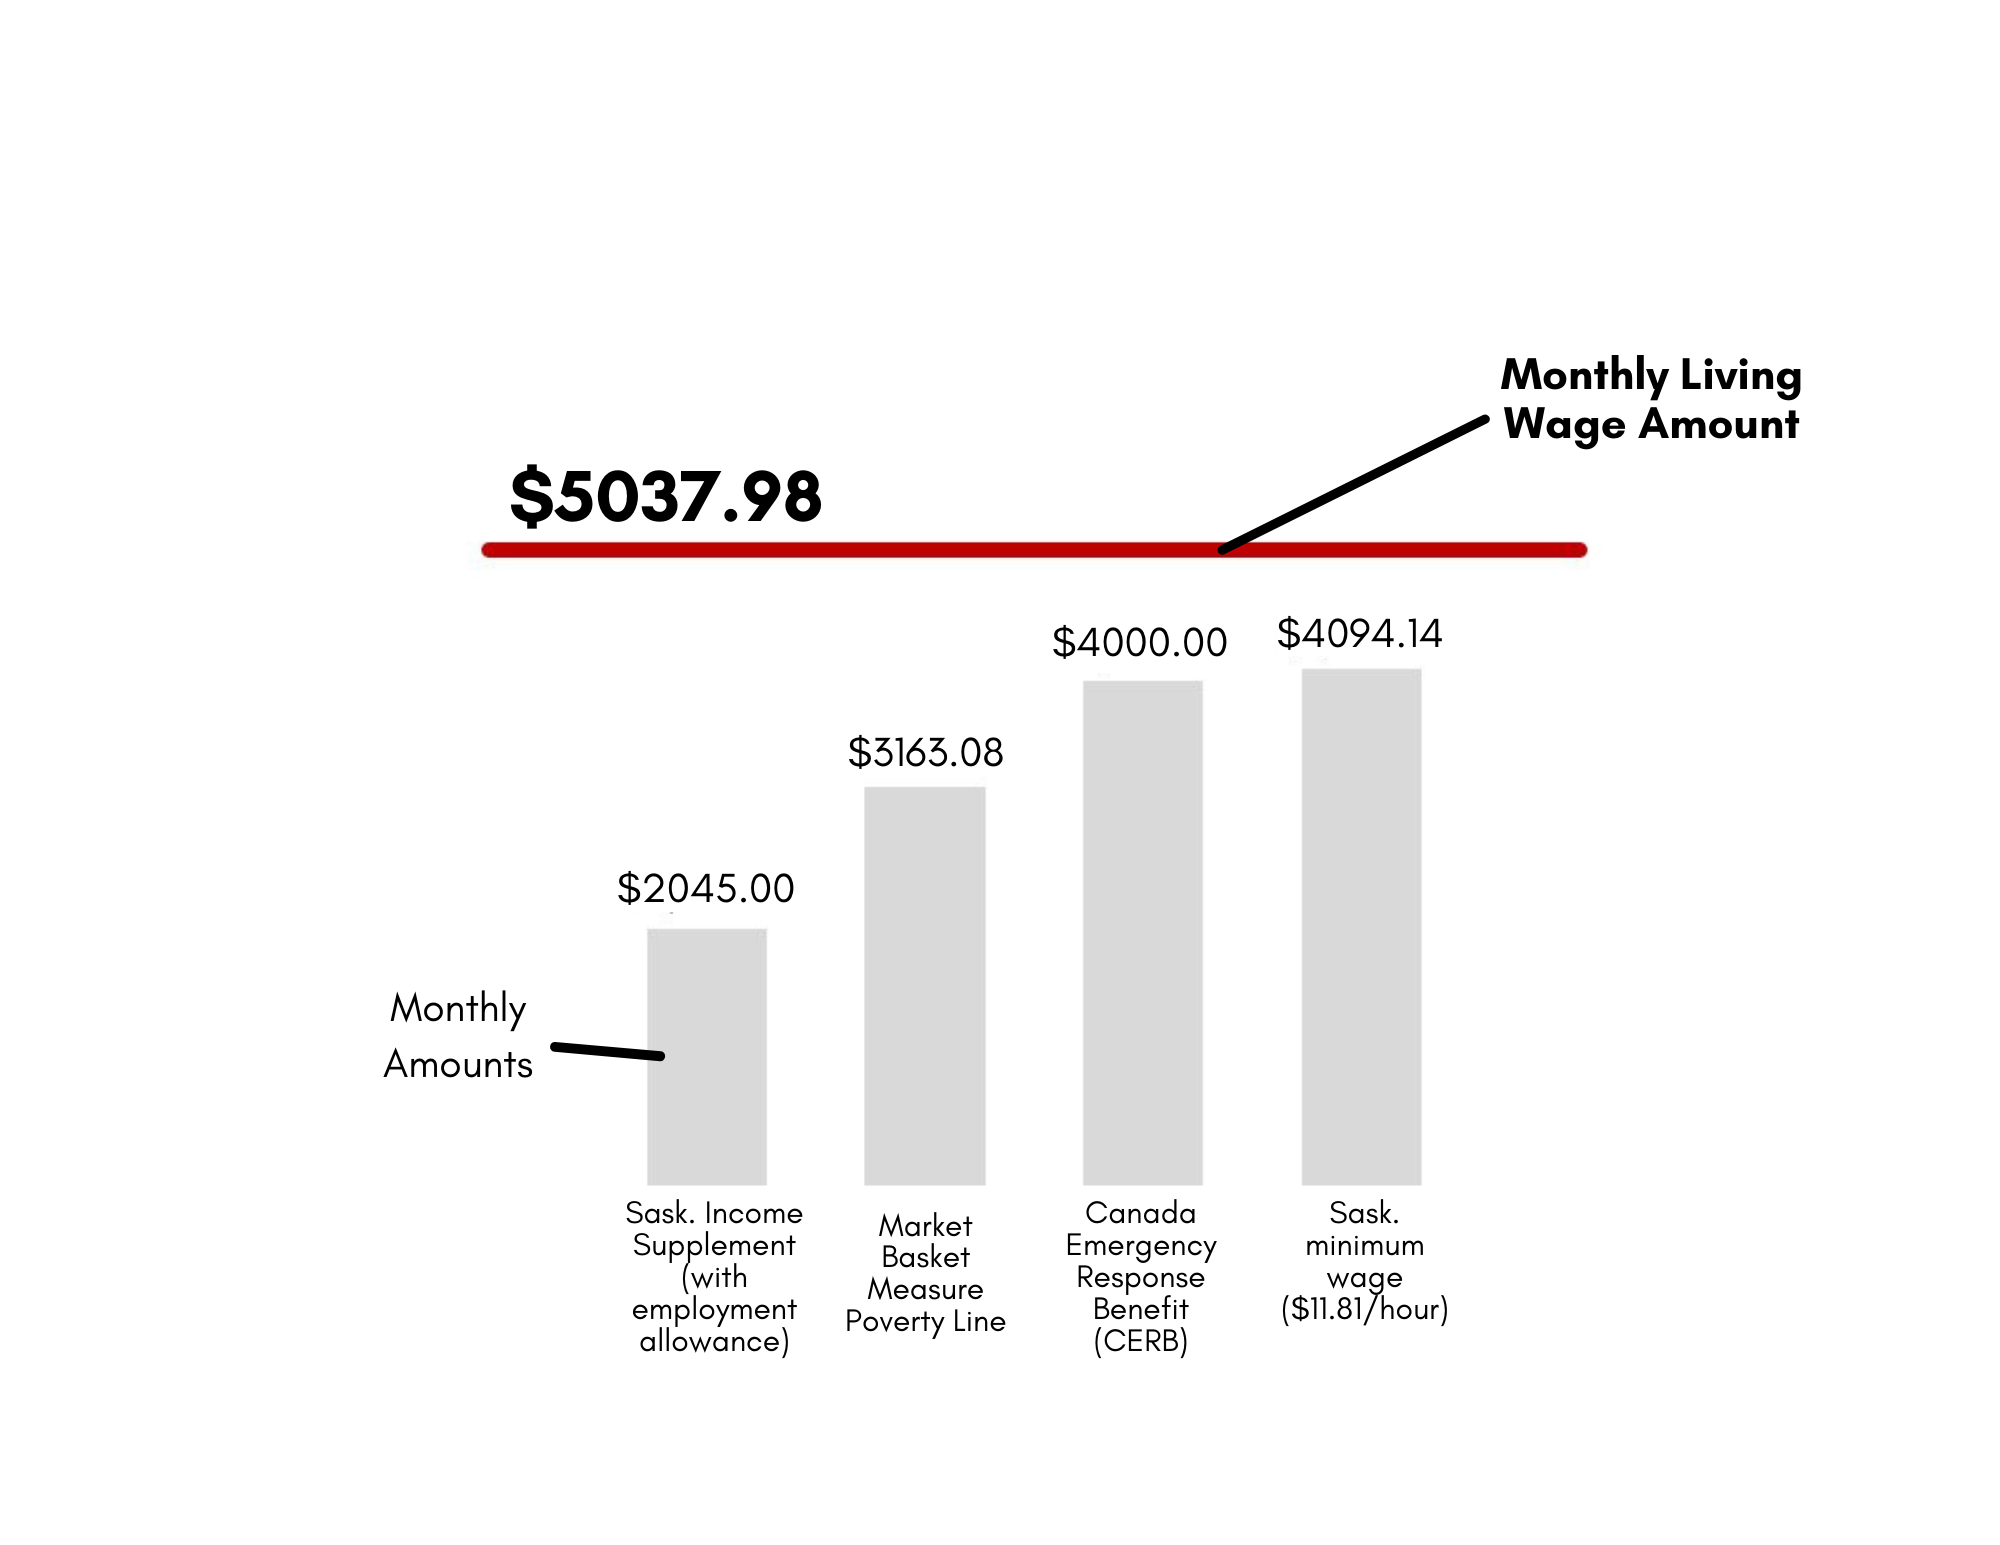 Monthly Living
Wage Amount
$5037.98
$4094.14
$4000.00
$3163.08
$2045.00
Monthly
Amounts
Sask. Income
Supplement
(with
employment
allowance)
Market
Basket
Measure
Poverty Line
Canada
Emergency
Response
Benefit
(CERB)
Sask.
minimum
wage
($11.81/hour)